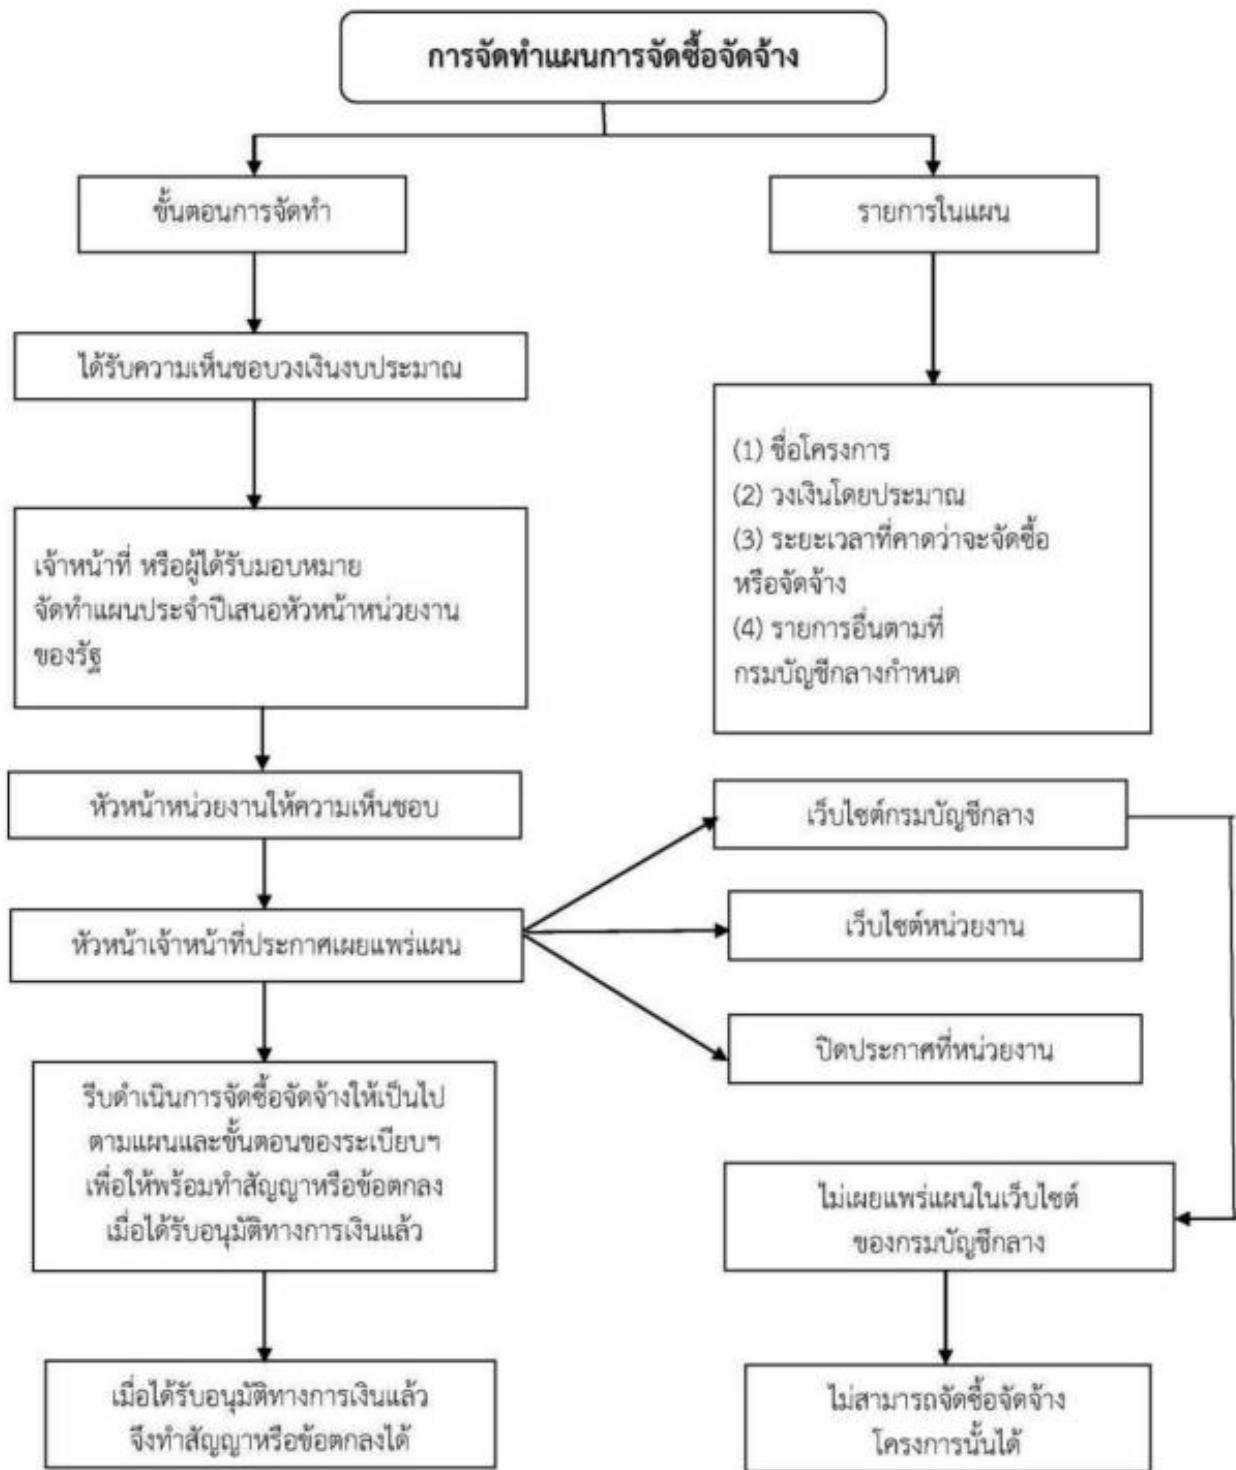 การจัดทำแผนการจัดซื้อจัดจ้าง
ขั้นตอนการจัดทำ
รายการในแผน
ได้รับความเห็นชอบวงเงินงบประมาณ
(1) ชื่อโครงการ
(2) วงเงินโดยประมาณ
(3) ระยะเวลาที่คาดว่าจะจัดซื้อ
หรือจัดจ้าง
(4) รายการอื่นตามที่
กรมบัญชีกลางกำหนด
เจ้าหน้าที่ หรือผู้ได้รับมอบหมาย
จัดทำแผนประจำปีเสนอหัวหน้าหน่วยงาน
ของรัฐ
หัวหน้าหน่วยงานให้ความเห็นชอบ
หัวหน้าเจ้าหน้าที่ประกาศเผยแพร่แผน
เว็บไซต์กรมบัญชีกลาง
เว็บไซต์หน่วยงาน
ปิดประกาศที่หน่วยงาน
รีบดำเนินการจัดซื้อจัดจ้างให้เป็นไป
ตามแผนและขั้นตอนของระเบียบฯ
เพื่อให้พร้อมทำสัญญาหรือข้อตกลง
เมื่อได้รับอนุมัติทางการเงินแล้ว
ไม่เผยแพร่แผนในเว็บไซต์
ของกรมบัญชีกลาง
เมื่อได้รับอนุมัติทางการเงินแล้ว
จึงทำสัญญาหรือข้อตกลงได้
ไม่สามารถจัดซื้อจัดจ้าง
โครงการนั้นได้